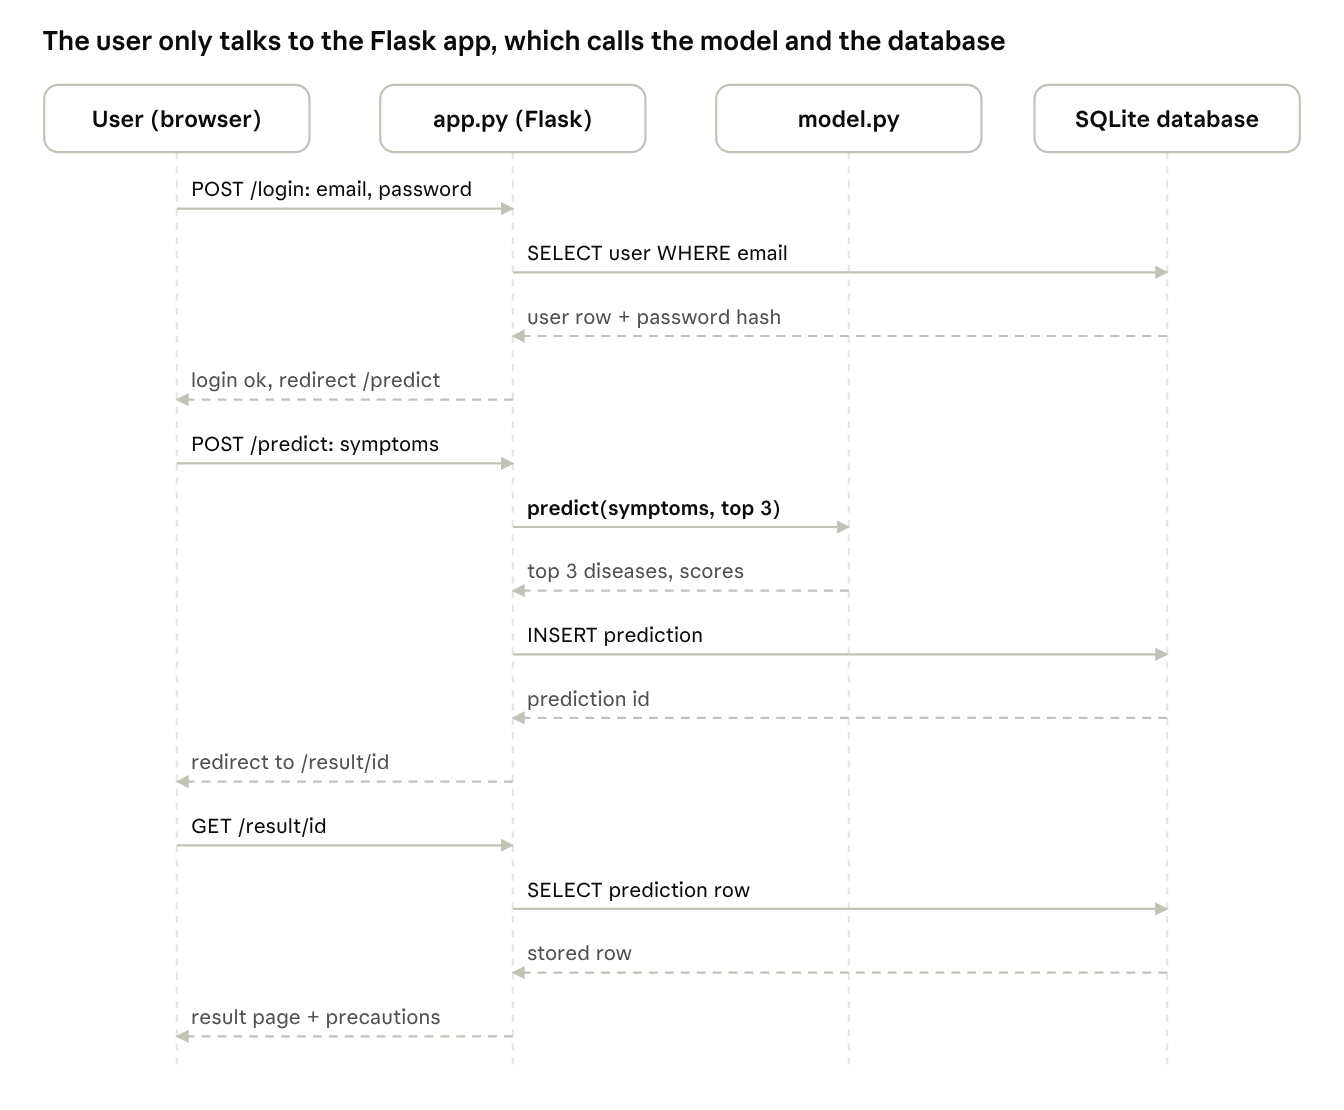 The user only talks to the Flask app, which calls the model and the database
User (browser)
app.py (Flask)
model.py
SQLite database
POST /login: email, password
SELECT user WHERE email
user row + password hash
login ok, redirect /predict
POST /predict: symptoms
predict(symptoms, top 3)
top 3 diseases, scores
INSERT prediction
prediction id
redirect to /result/id
GET /result/id
SELECT prediction row
stored row
result page + precautions